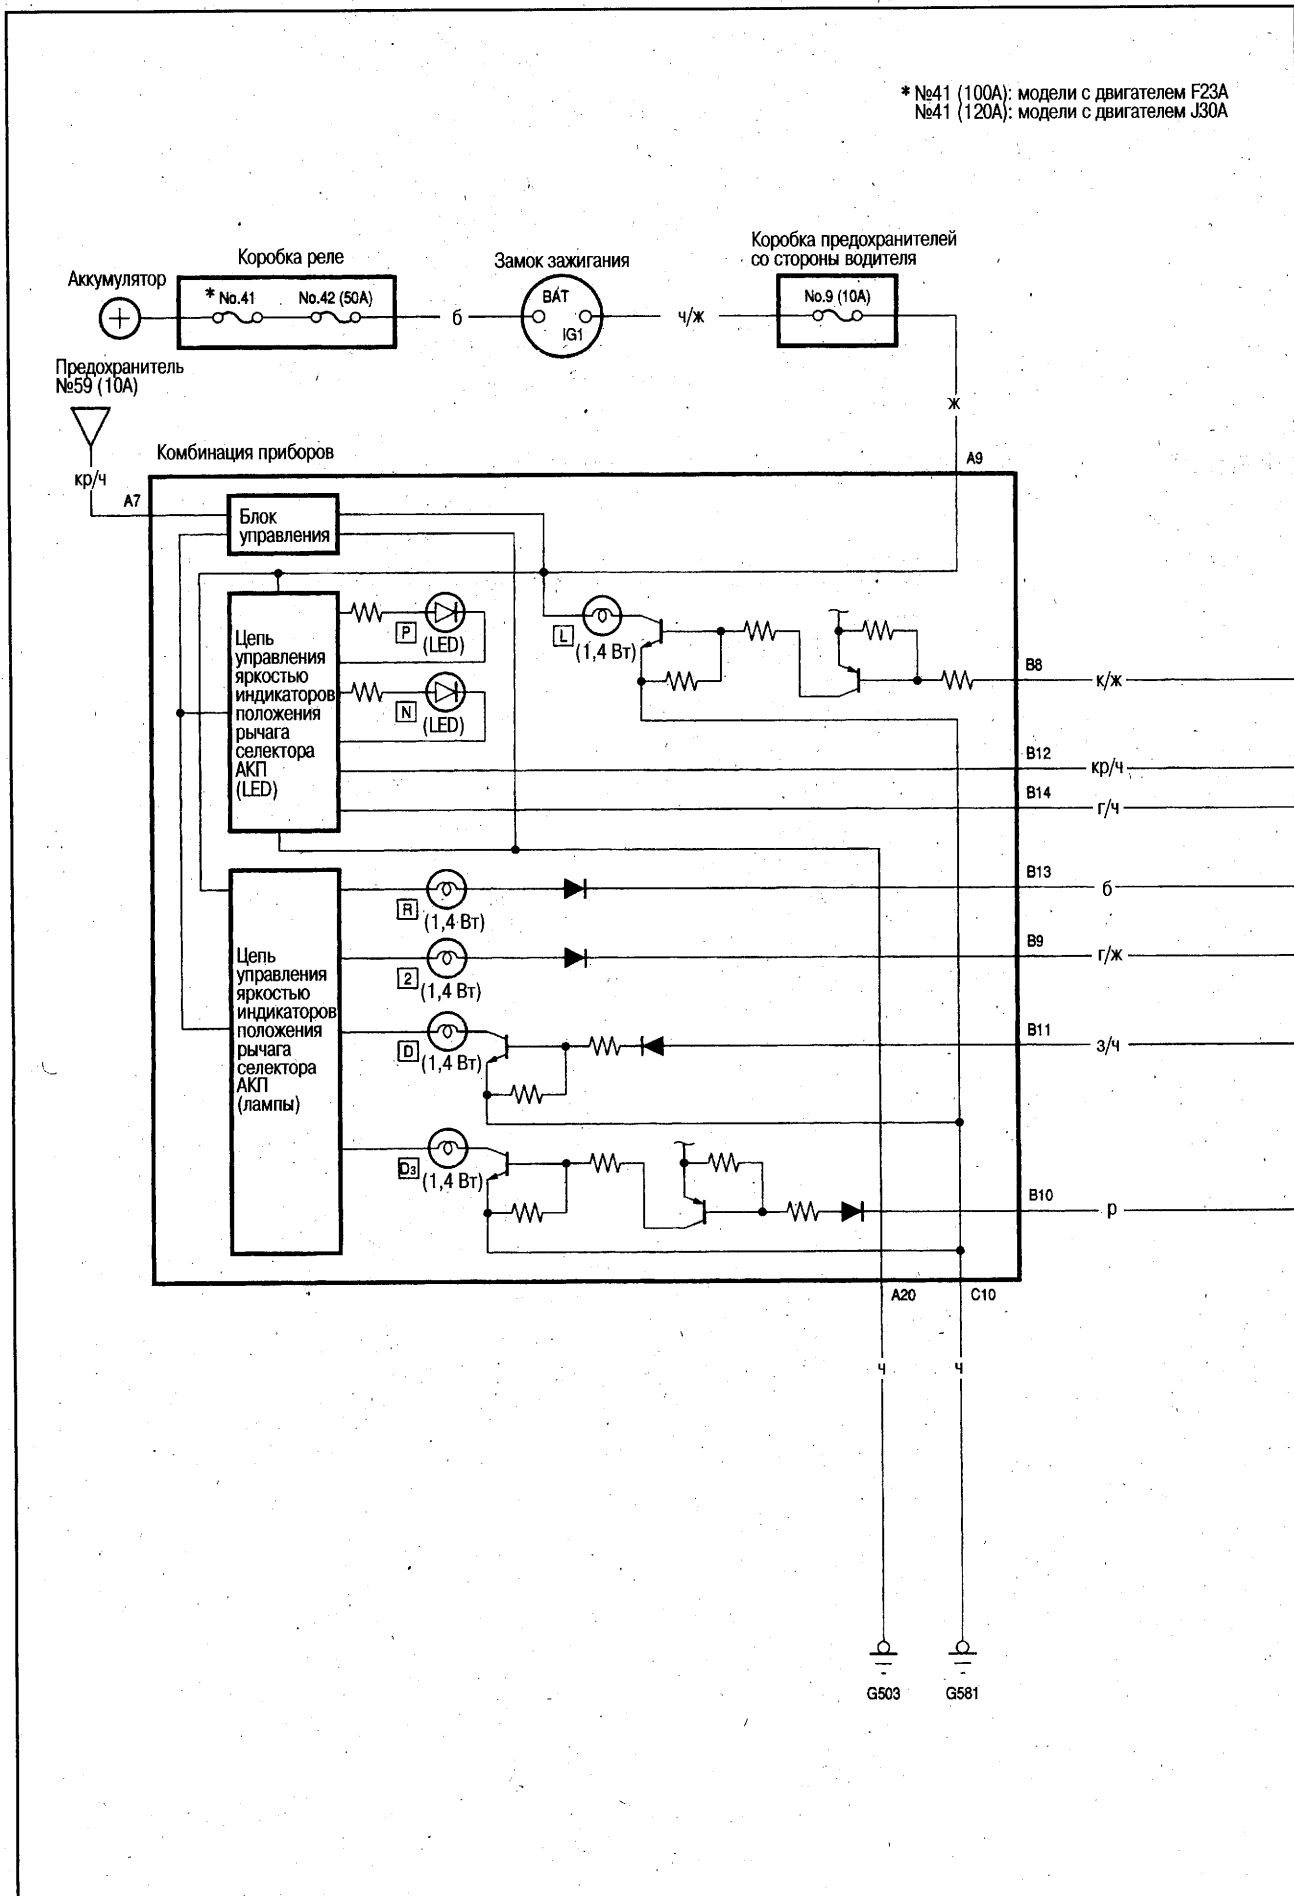 * №41 (100А): модели с двигателем F23A
№41 (120А): модели с двигателем J30A
Коробка предохранителей
со стороны водителя
Коробка реле
Замок зажигания
Аккумулятор
* No.41
No.42 (50A)
BAT
IG1
No.9 (10A)
б
ч/ж
Предохранитель
№59 (10А)
ж
Комбинация приборов
A9
кр/ч
A7
Блок
управления
Цепь
управления
яркостью
индикаторов
положения
рычага
селектора
АКП
(LED)
P
(LED)
N
(LED)
L
(1,4 Вт)
B8
к/ж
B12
кр/ч
B14
г/ч
B13
б
R
(1,4 Вт)
B9
г/ж
2
(1,4 Вт)
Цепь
управления
яркостью
индикаторов
положения
рычага
селектора
АКП
(лампы)
B11
з/ч
D
(1,4 Вт)
D3
(1,4 Вт)
B10
р
A20
C10
ч
ч
G503
G581